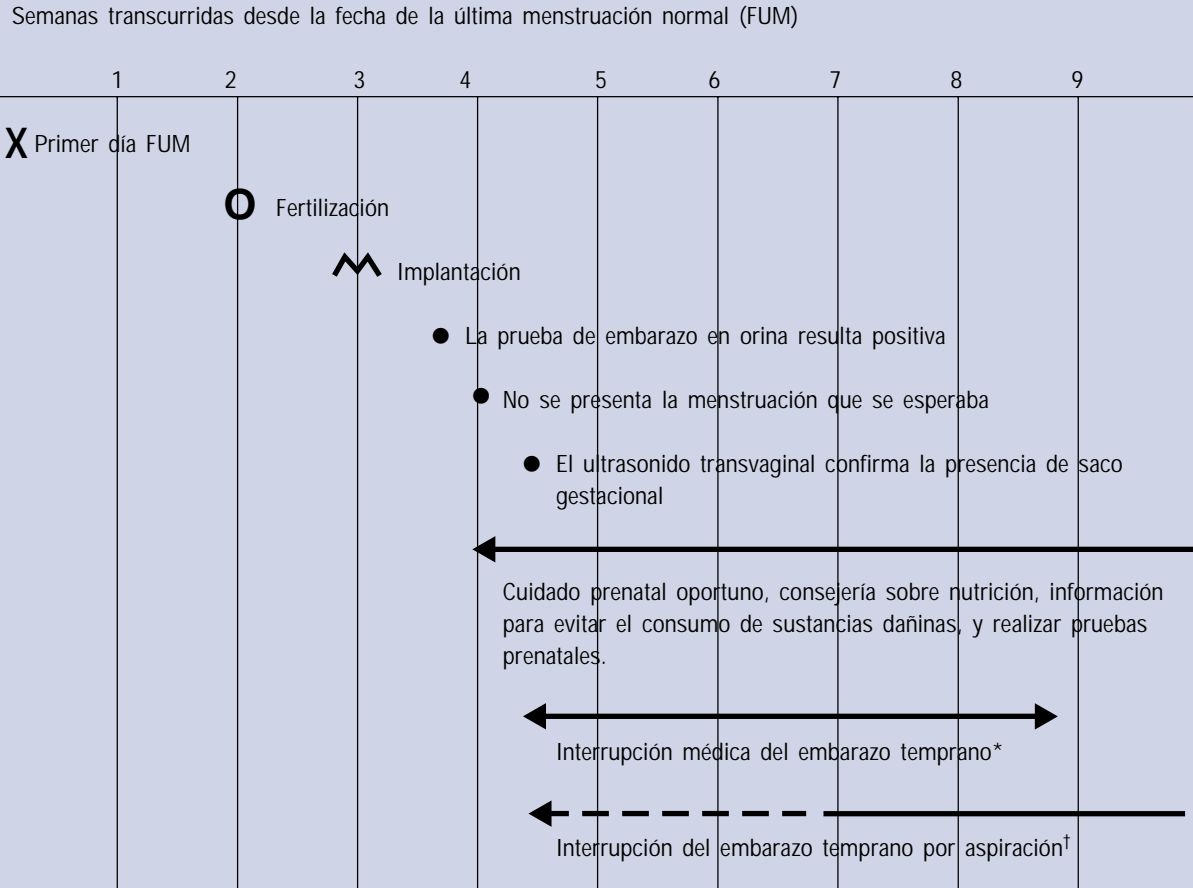 Semanas transcurridas desde la fecha de la última menstruación normal (FUM)
1 2 3 4 5 6 7 8 9
X Primer día FUM
O Fertilización
Implantación
La prueba de embarazo en orina resulta positiva
No se presenta la menstruación que se esperaba
El ultrasonido transvaginal confirma la presencia de saco
gestacional
Cuidado prenatal oportuno, consejería sobre nutrición, información
para evitar el consumo de sustancias dañinas, y realizar pruebas
prenatales.
Interrupción médica del embarazo temprano*
Interrupción del embarazo temprano por aspiración†